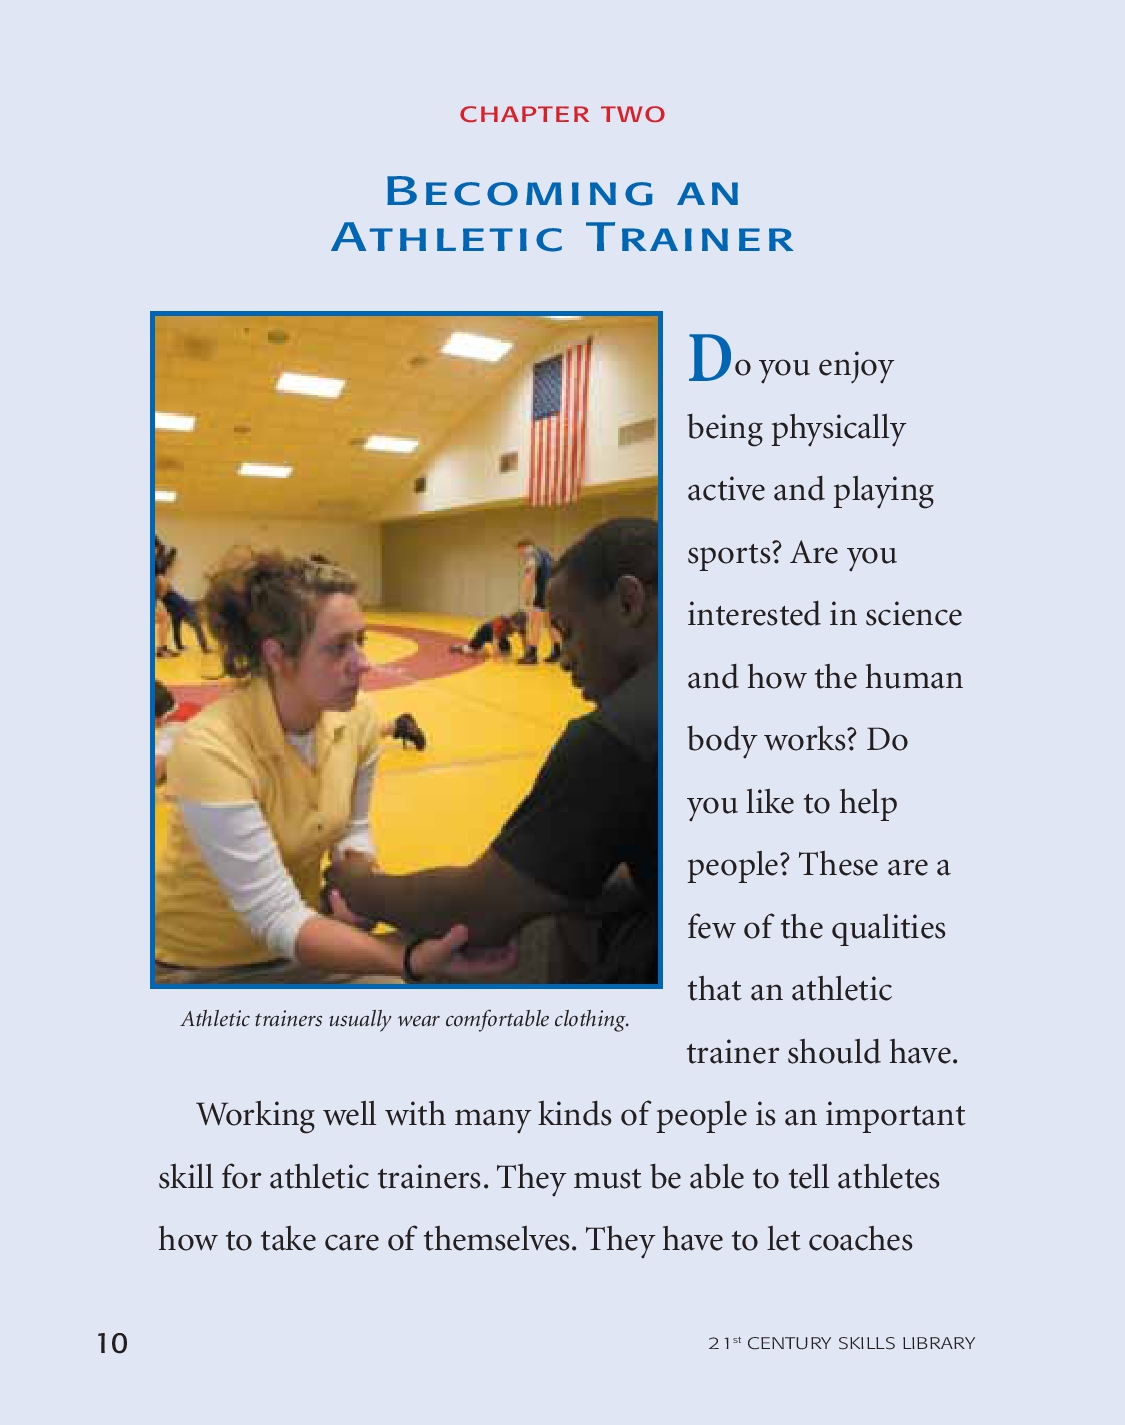 CHAPTER TWO
BECOMING AN
ATHLETIC TRAINER
Do you enjoy
being physically
active and playing
sports? Are you
interested in science
and how the human
body works? Do
you like to help
people? These are a
few of the qualities
that an athletic
trainer should have.
Athletic trainers usually wear comfortable clothing.
Working well with many kinds of people is an important
skill for athletic trainers. They must be able to tell athletes
how to take care of themselves. They have to let coaches
10
21st CENTURY SKILLS LIBRARY